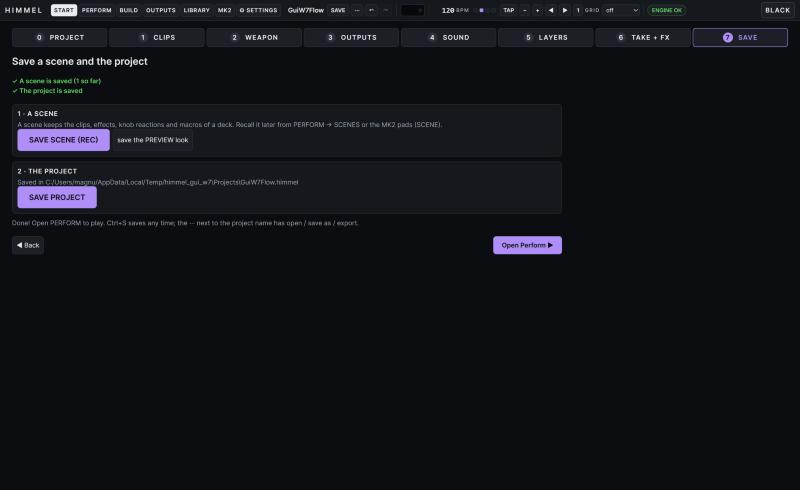 HIMMEL START PERFORM BUILD OUTPUTS LIBRARY MK2 ⚙ SETTINGS GuiW7Flow SAVE ··· ↶ ↷ 120 BPM TAP - + ◀ ▶ 1 GRID off ENGINE OK BLACK
0 PROJECT 1 CLIPS 2 WEAPON 3 OUTPUTS 4 SOUND 5 LAYERS 6 TAKE + FX 7 SAVE
Save a scene and the project
✓ A scene is saved (1 so far)
✓ The project is saved
1 · A SCENE
A scene keeps the clips, effects, knob reactions and macros of a deck. Recall it later from PERFORM → SCENES or the MK2 pads (SCENE).
SAVE SCENE (REC) save the PREVIEW look
2 · THE PROJECT
Saved in C:/Users/magnu/AppData/Local/Temp/himmel_gui_w7\Projects\GuiW7Flow.himmel
SAVE PROJECT
Done! Open PERFORM to play. Ctrl+S saves any time; the ··· next to the project name has open / save as / export.
◀ Back Open Perform ▶